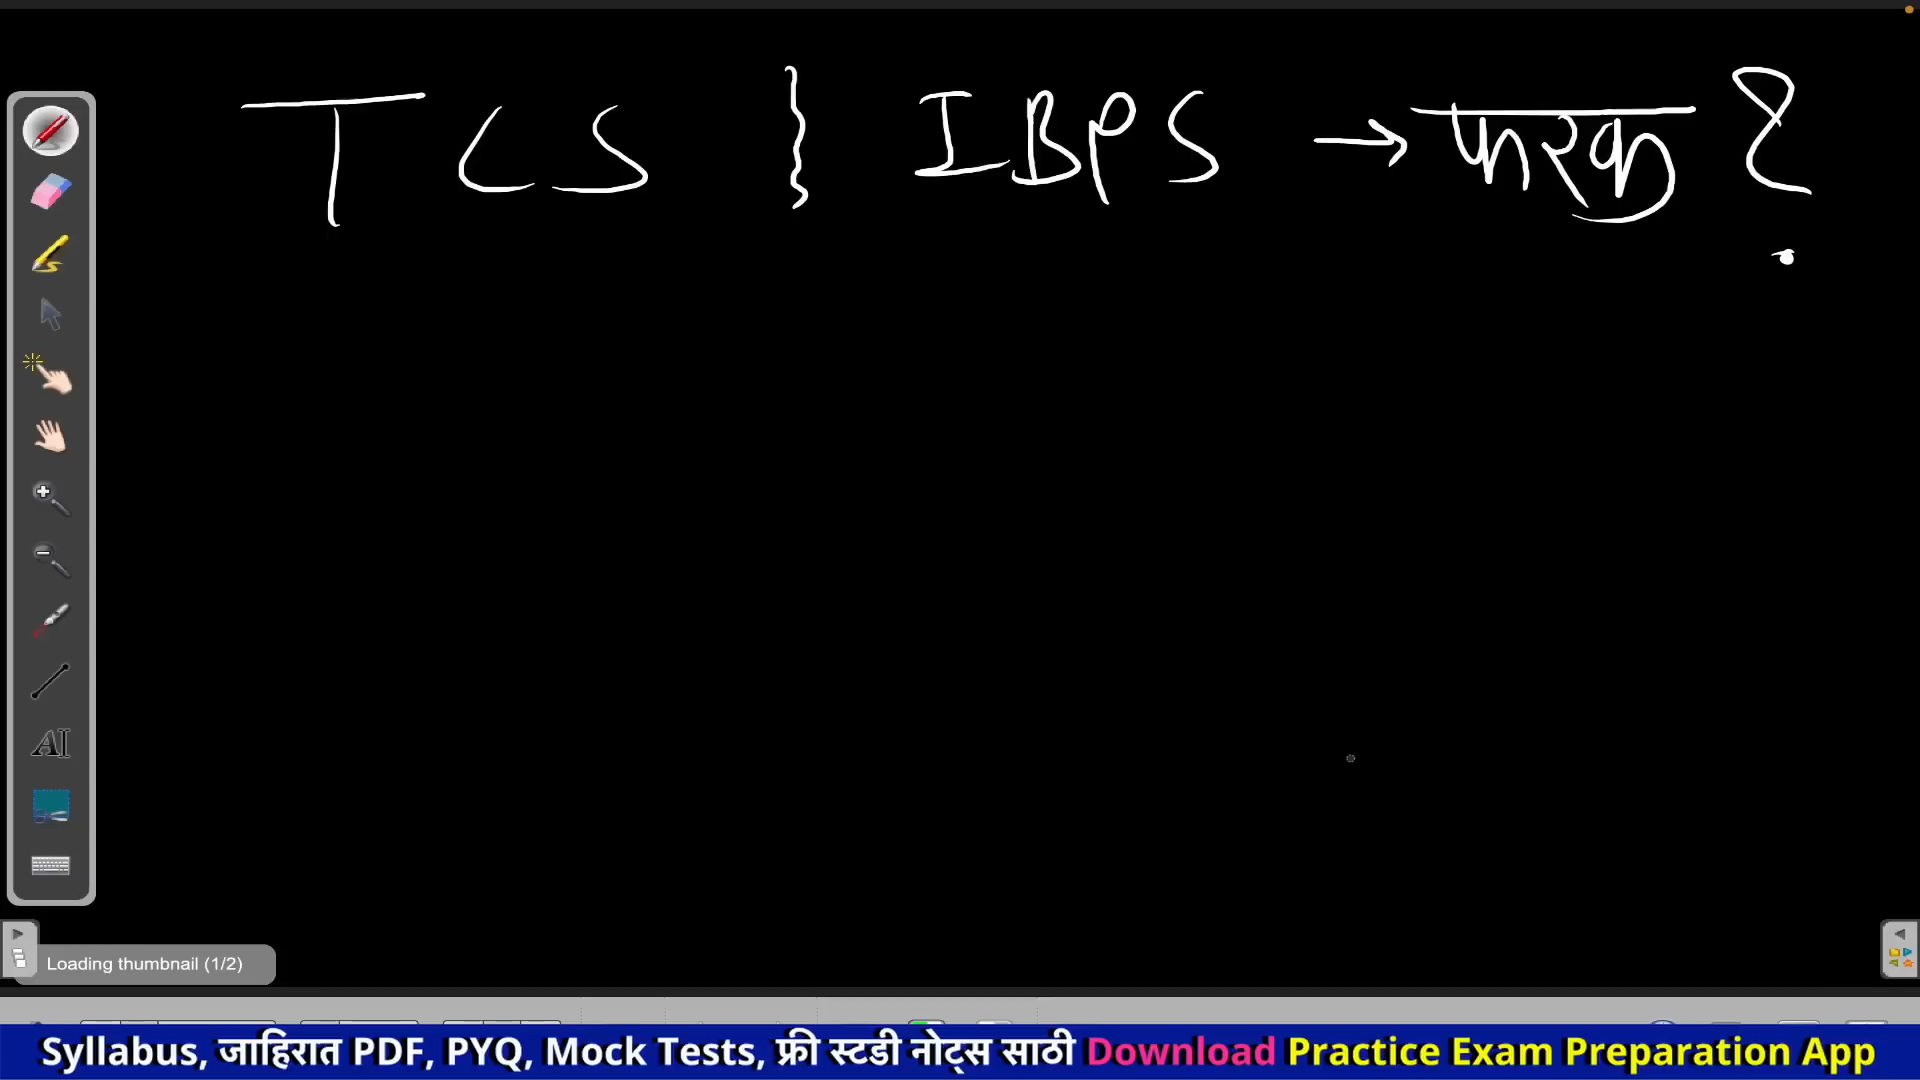 TCS } IBPS → फरक ?
Loading thumbnail (1/2)
Syllabus, जाहिरात PDF, PYQ, Mock Tests, फ्री स्टडी नोट्स साठी Download Practice Exam Preparation App